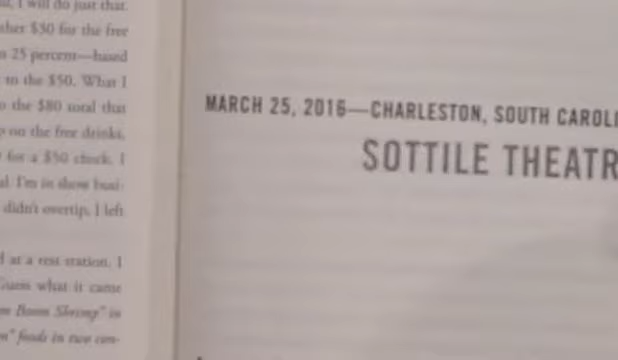 I will do just that.
$50 for the free
25 percent—based
to the $50. What I
the $80 total that
on the free drinks.
for a $50 check. I
I'm in show busi-
didn't overtip. I left
at a rest station. I
Guess what it came
Boom Shrimp" in
foods in two con-
MARCH 25, 2016—CHARLESTON, SOUTH CAROLI
SOTTILE THEATR